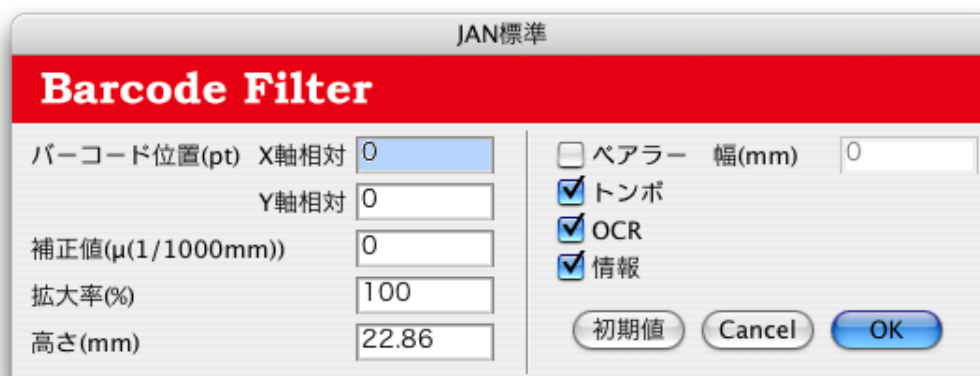 JAN標準
Barcode Filter
バーコード位置(pt) X軸相対 0
Y軸相対 0
補正値(μ(1/1000mm)) 0
拡大率(%) 100
高さ(mm) 22.86
ベアラー 幅(mm) 0
トンボ
OCR
情報
初期値 Cancel OK